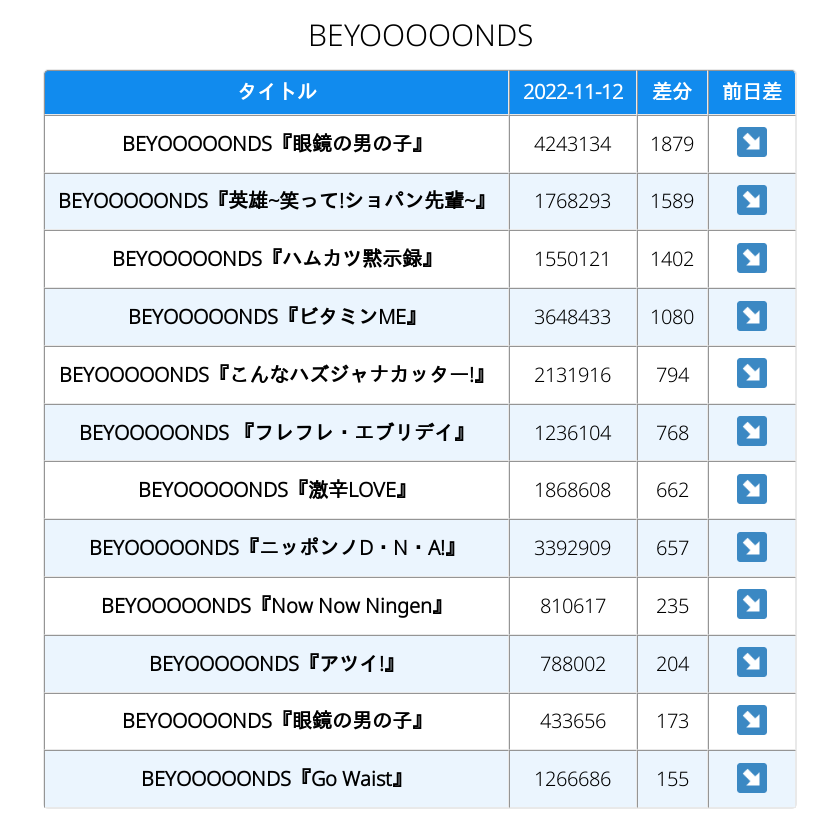 BEYOOOOONDS
タイトル 2022-11-12 差分 前日差
BEYOOOOONDS『眼鏡の男の子』 4243134 1879
BEYOOOOONDS『英雄~笑って!ショパン先輩~』 1768293 1589
BEYOOOOONDS『ハムカツ黙示録』 1550121 1402
BEYOOOOONDS『ビタミンME』 3648433 1080
BEYOOOOONDS『こんなハズジャナカッター!』 2131916 794
BEYOOOOONDS 『フレフレ・エブリデイ』 1236104 768
BEYOOOOONDS『激辛LOVE』 1868608 662
BEYOOOOONDS『ニッポンノD・N・A!』 3392909 657
BEYOOOOONDS『Now Now Ningen』 810617 235
BEYOOOOONDS『アツイ!』 788002 204
BEYOOOOONDS『眼鏡の男の子』 433656 173
BEYOOOOONDS『Go Waist』 1266686 155